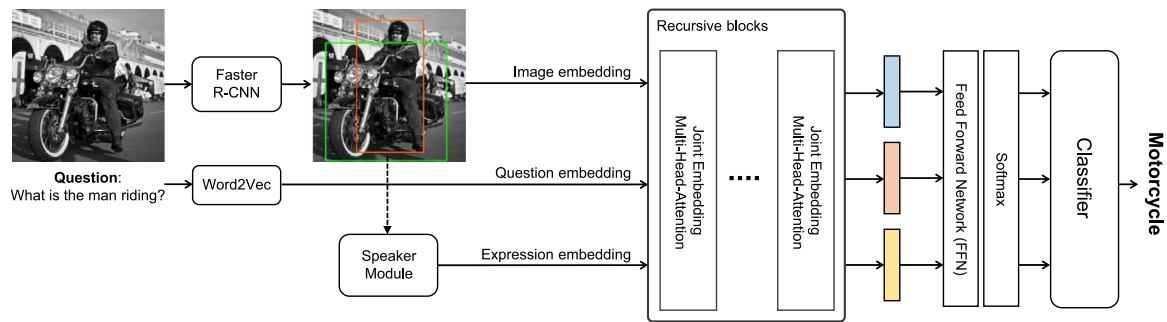 Faster
R-CNN
Question:
What is the man riding?
Word2Vec
Speaker
Module
Image embedding
Question embedding
Expression embedding
Recursive blocks
Joint Embedding
Multi-Head-Attention
Joint Embedding
Multi-Head-Attention
Feed Forward Network (FFN)
Softmax
Classifier
Motorcycle